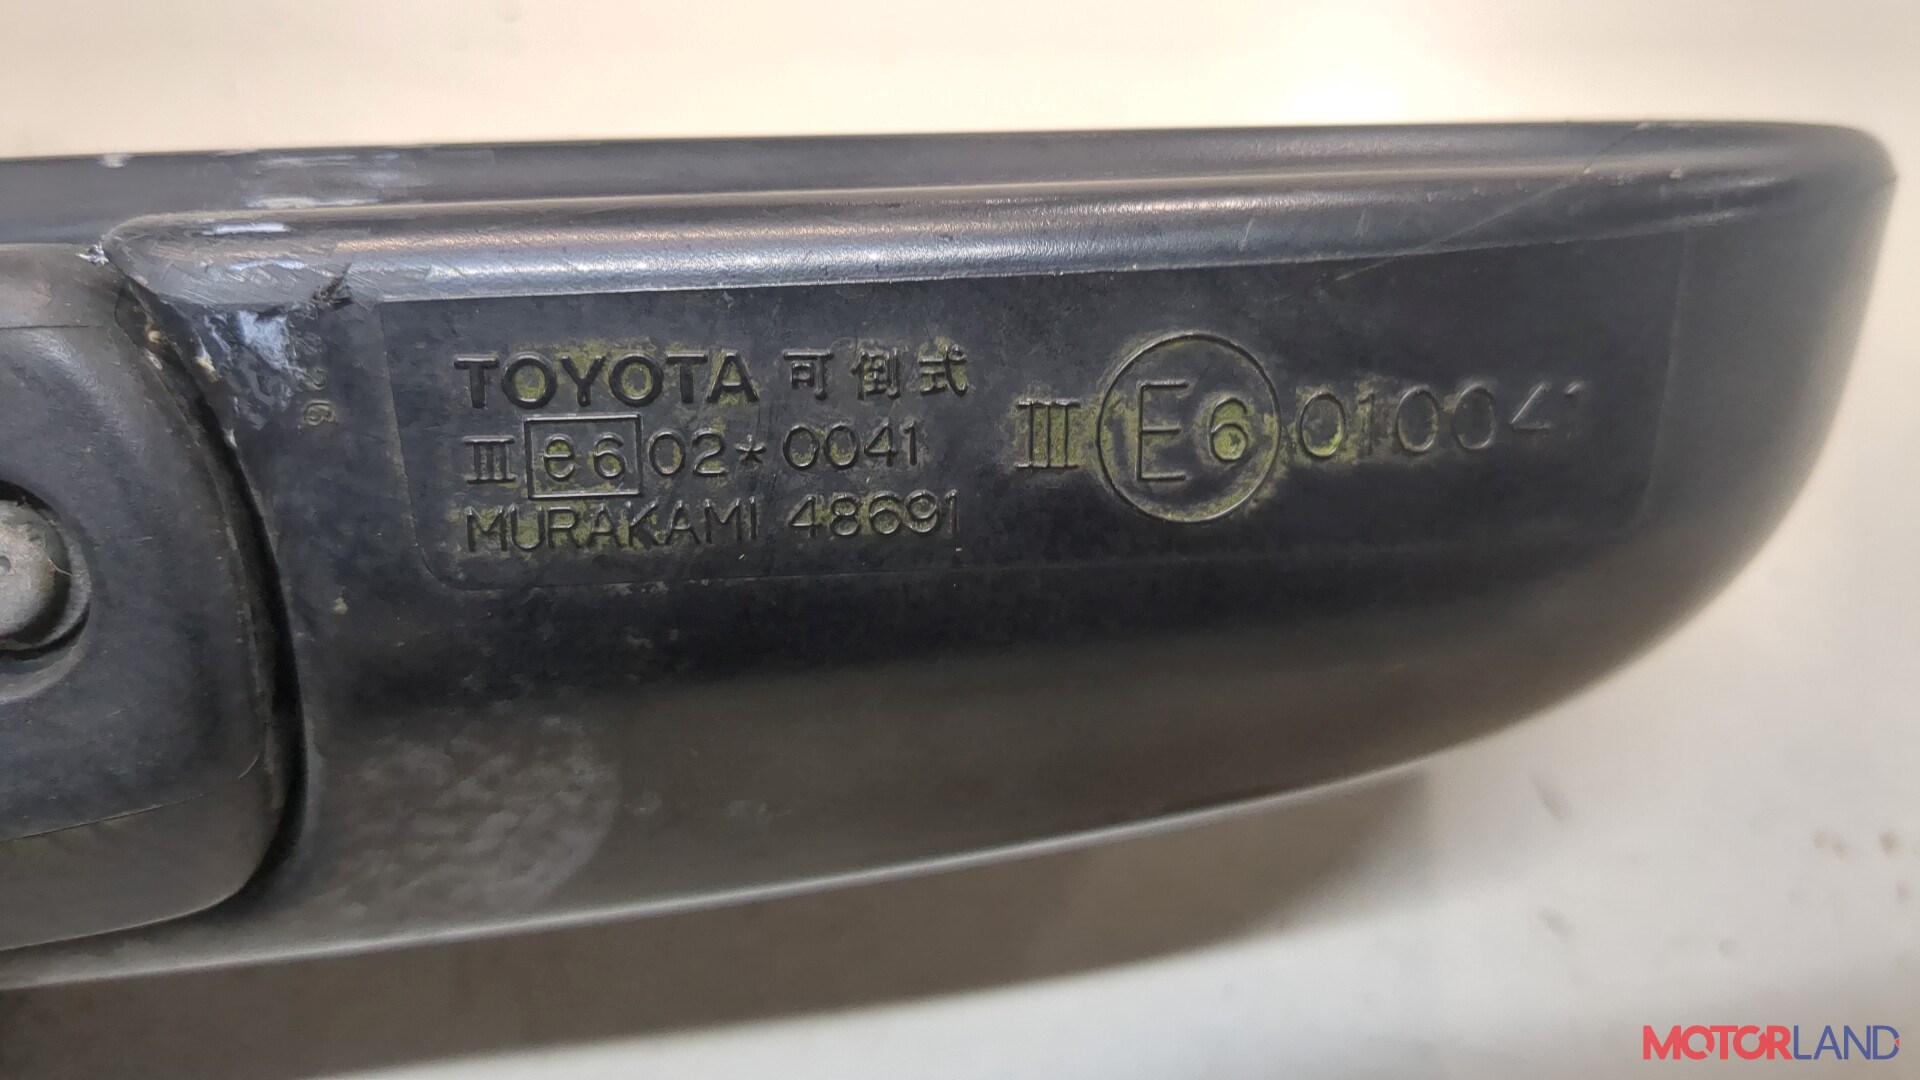 TOYOTA 可倒式
III e6 02*0041
MURAKAMI 48691
III E6 010041
MOTORLAND